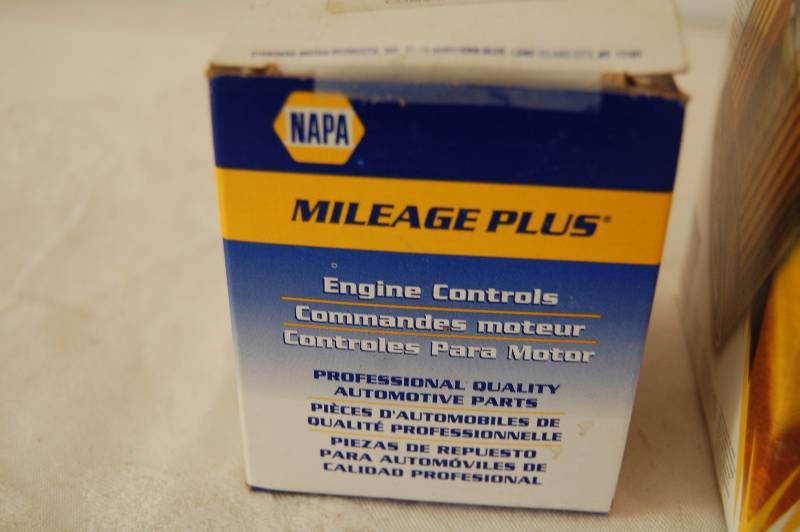 NAPA
MILEAGE PLUS®
Engine Controls
Commandes moteur
Controles Para Motor
PROFESSIONAL QUALITY
AUTOMOTIVE PARTS
PIÈCES D'AUTOMOBILES DE
QUALITÉ PROFESSIONNELLE
PIEZAS DE REPUESTO
PARA AUTOMÓVILES DE
CALIDAD PROFESIONAL